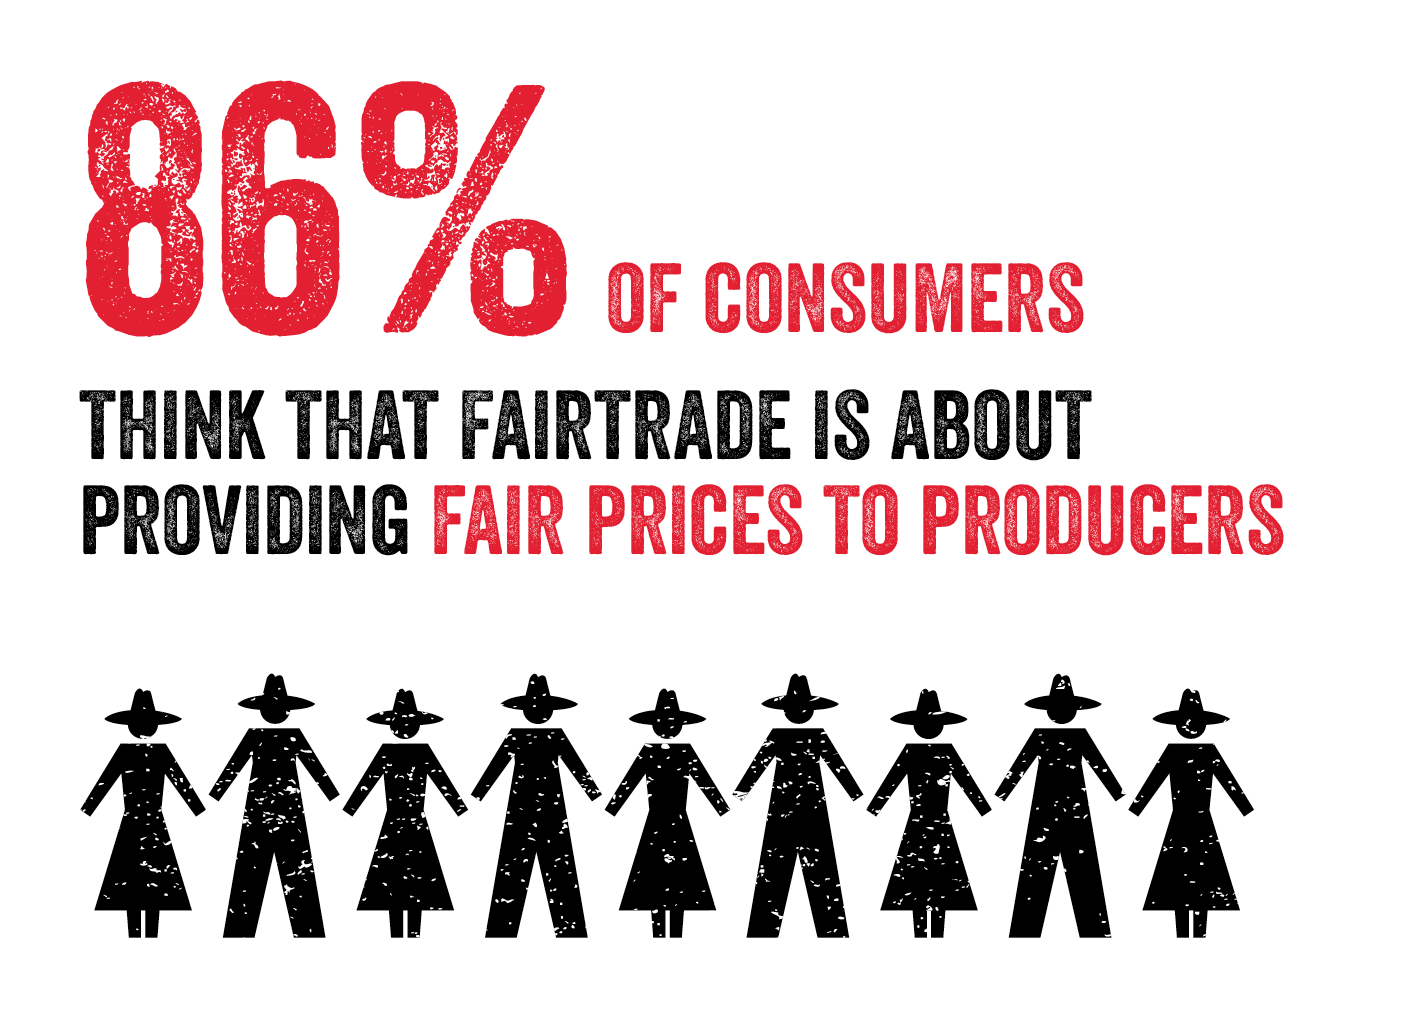 86% OF CONSUMERS
THINK THAT FAIRTRADE IS ABOUT
PROVIDING FAIR PRICES TO PRODUCERS